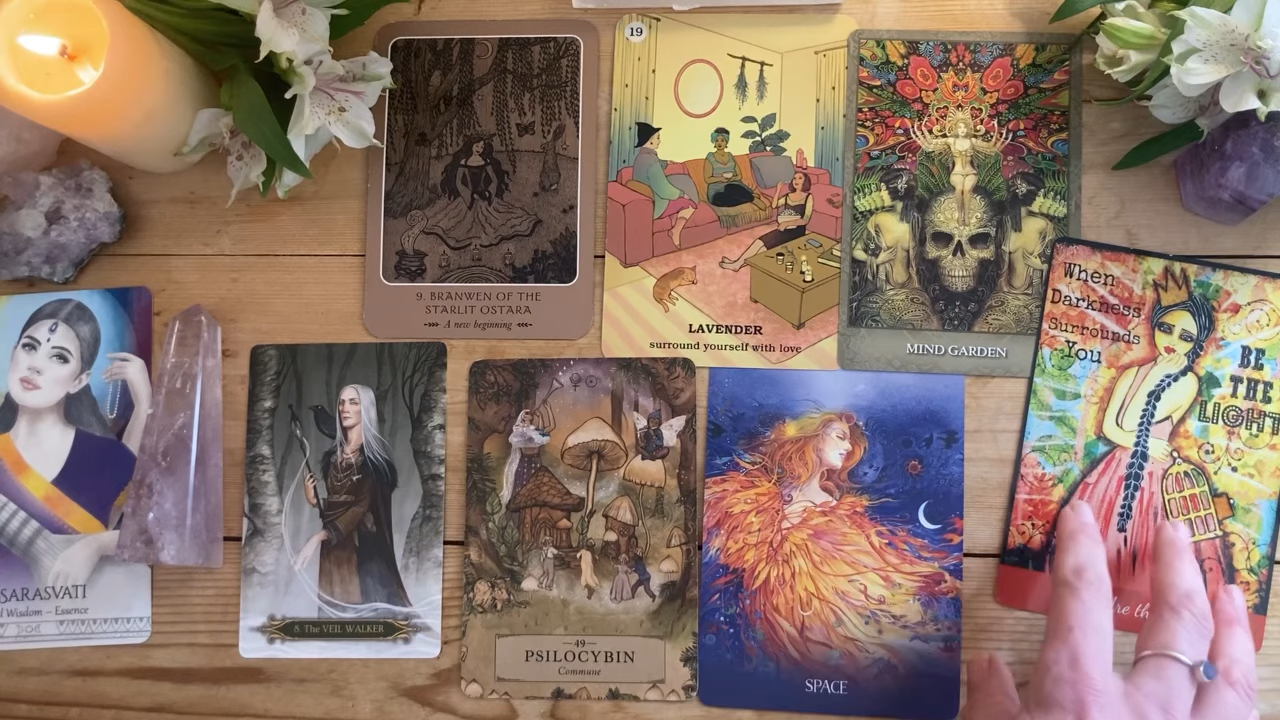 9. BRANWEN OF THE
STARLIT OSTARA
A new beginning
19
LAVENDER
surround yourself with love
MIND GARDEN
When
Darkness
Surrounds
You
BE
THE
LIGHT
SARASVATI
Wisdom – Essence
8. The VEIL WALKER
49
PSILOCYBIN
Commune
SPACE